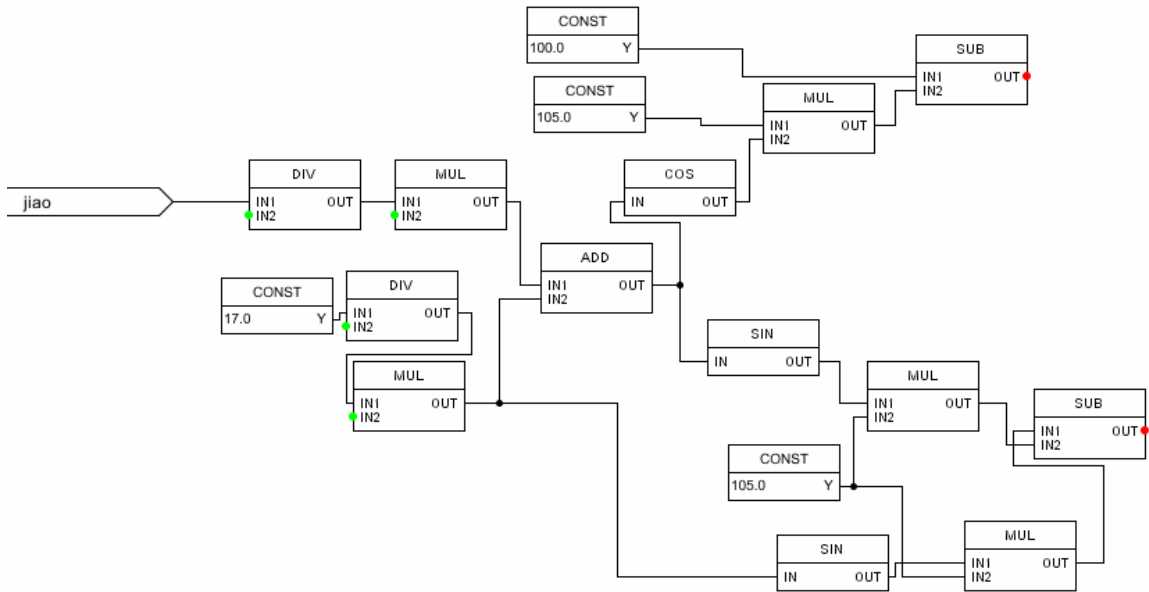 CONST
100.0 Y
SUB
IN1 OUT
IN2
CONST
105.0 Y
MUL
IN1 OUT
IN2
DIV
IN1 OUT
IN2
MUL
IN1 OUT
IN2
COS
IN OUT
jiao
ADD
IN1 OUT
IN2
CONST
17.0 Y
DIV
IN1 OUT
IN2
SIN
IN OUT
MUL
IN1 OUT
IN2
MUL
IN1 OUT
IN2
SUB
IN1 OUT
IN2
CONST
105.0 Y
SIN
IN OUT
MUL
IN1 OUT
IN2